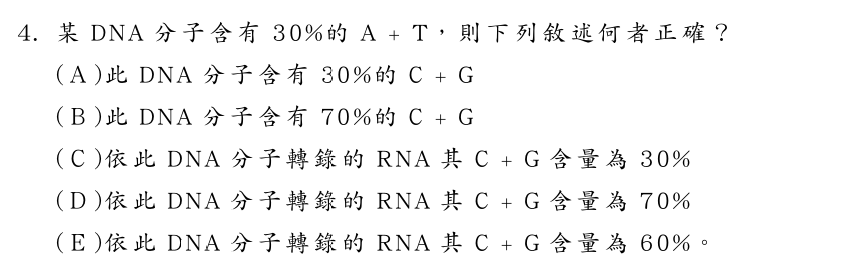 4. 某 DNA 分子含有 30%的 A + T，則下列敘述何者正確？
(A)此 DNA 分子含有 30%的 C + G
(B)此 DNA 分子含有 70%的 C + G
(C)依此 DNA 分子轉錄的 RNA 其 C + G 含量為 30%
(D)依此 DNA 分子轉錄的 RNA 其 C + G 含量為 70%
(E)依此 DNA 分子轉錄的 RNA 其 C + G 含量為 60%。